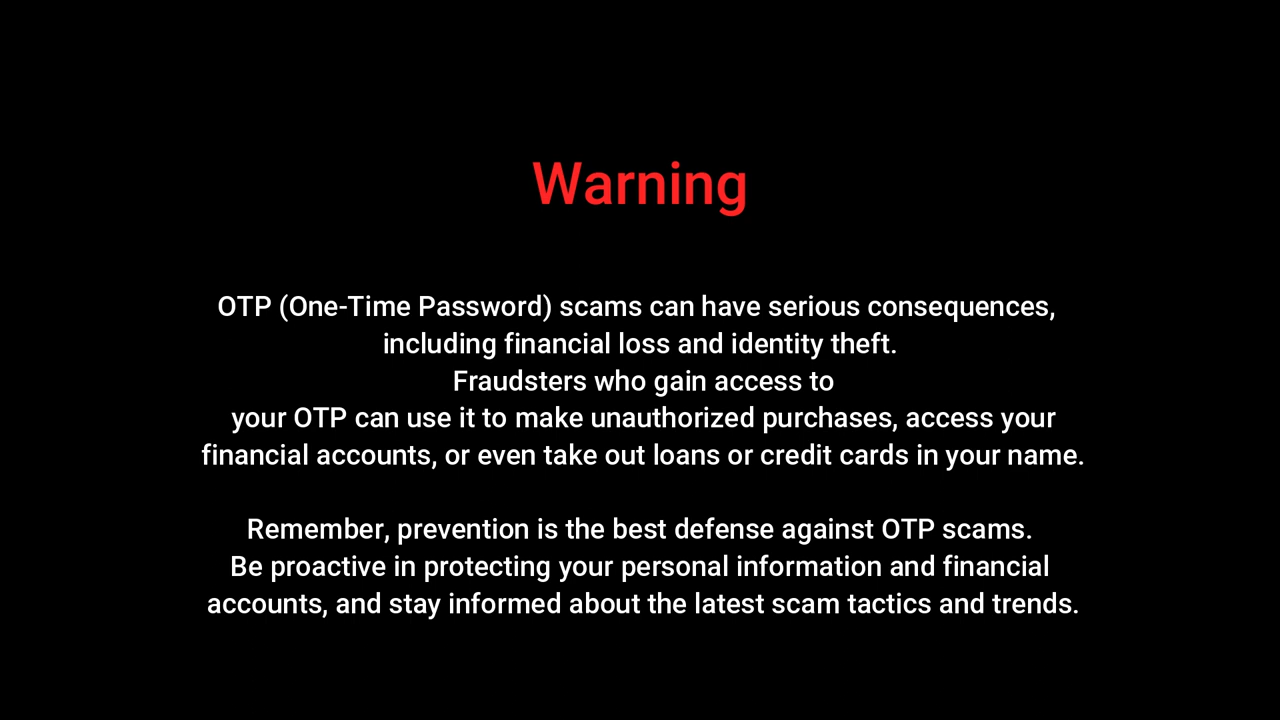 Warning
OTP (One-Time Password) scams can have serious consequences,
including financial loss and identity theft.
Fraudsters who gain access to
your OTP can use it to make unauthorized purchases, access your
financial accounts, or even take out loans or credit cards in your name.
Remember, prevention is the best defense against OTP scams.
Be proactive in protecting your personal information and financial
accounts, and stay informed about the latest scam tactics and trends.